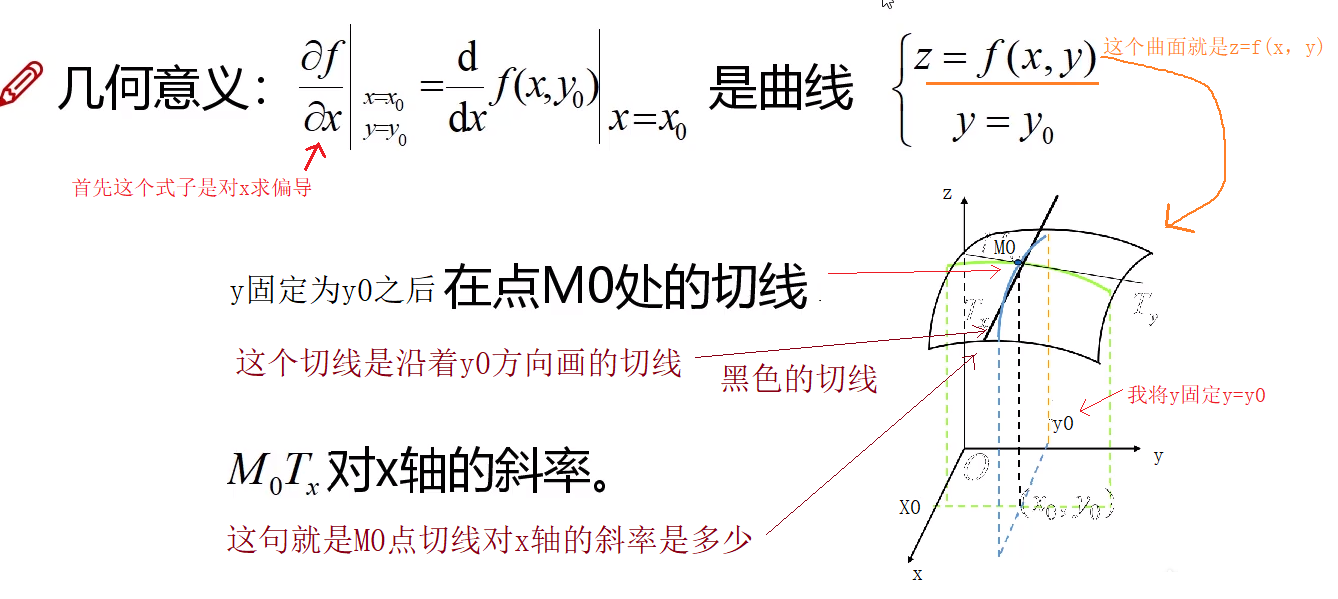 几何意义: ∂f/∂x | x=x₀ y=y₀ = d/dx f(x,y₀) | x=x₀ 是曲线 { z = f(x,y) y = y₀
这个曲面就是z=f(x, y)
首先这个式子是对x求偏导
y固定为y0之后 在点M0处的切线 .
这个切线是沿着y0方向画的切线
黑色的切线
M₀Tₓ 对x轴的斜率。
这句就是M0点切线对x轴的斜率是多少
z
M0
Tₓ
T_y
我将y固定y=y0
y0
y
O
X0
(x₀, y₀)
x